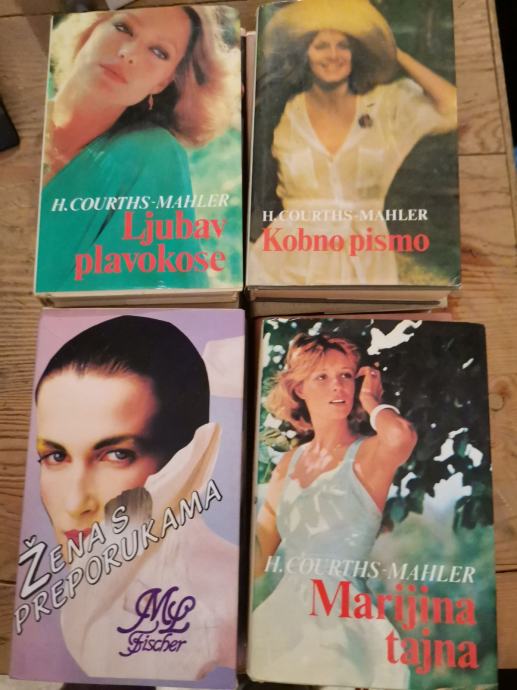 H. COURTHS-MAHLER
Ljubav
plavokose
H. COURTHS-MAHLER
Kobno pismo
ŽENA S
PREPORUKAMA
ML
Fischer
H. COURTHS-MAHLER
Marijina
tajna